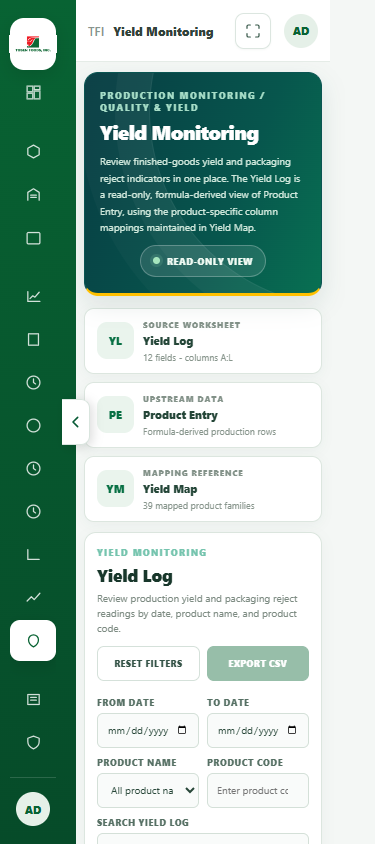 TFI Yield Monitoring
AD
PRODUCTION MONITORING /
QUALITY & YIELD
Yield Monitoring
Review finished-goods yield and packaging
reject indicators in one place. The Yield Log is
a read-only, formula-derived view of Product
Entry, using the product-specific column
mappings maintained in Yield Map.
READ-ONLY VIEW
YL
SOURCE WORKSHEET
Yield Log
12 fields - columns A:L
PE
UPSTREAM DATA
Product Entry
Formula-derived production rows
YM
MAPPING REFERENCE
Yield Map
39 mapped product families
YIELD MONITORING
Yield Log
Review production yield and packaging reject
readings by date, product name, and product
code.
RESET FILTERS
EXPORT CSV
FROM DATE
TO DATE
mm/dd/yyyy
mm/dd/yyyy
PRODUCT NAME
PRODUCT CODE
All product na
Enter product cc
SEARCH YIELD LOG
AD